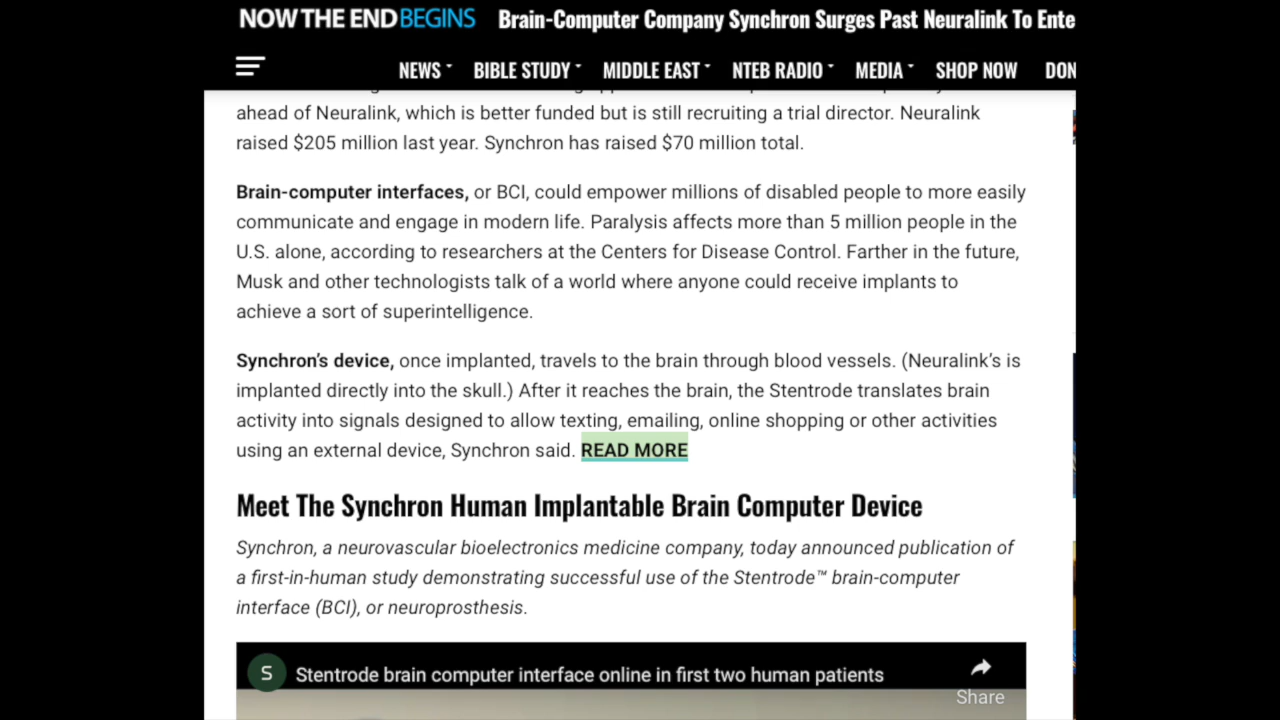 NOW THE END BEGINS Brain-Computer Company Synchron Surges Past Neuralink To Ente
NEWS BIBLE STUDY MIDDLE EAST NTEB RADIO MEDIA SHOP NOW DON
ahead of Neuralink, which is better funded but is still recruiting a trial director. Neuralink
raised $205 million last year. Synchron has raised $70 million total.
Brain-computer interfaces, or BCI, could empower millions of disabled people to more easily
communicate and engage in modern life. Paralysis affects more than 5 million people in the
U.S. alone, according to researchers at the Centers for Disease Control. Farther in the future,
Musk and other technologists talk of a world where anyone could receive implants to
achieve a sort of superintelligence.
Synchron’s device, once implanted, travels to the brain through blood vessels. (Neuralink’s is
implanted directly into the skull.) After it reaches the brain, the Stentrode translates brain
activity into signals designed to allow texting, emailing, online shopping or other activities
using an external device, Synchron said. READ MORE
Meet The Synchron Human Implantable Brain Computer Device
Synchron, a neurovascular bioelectronics medicine company, today announced publication of
a first-in-human study demonstrating successful use of the Stentrode™ brain-computer
interface (BCI), or neuroprosthesis.
S Stentrode brain computer interface online in first two human patients
Share